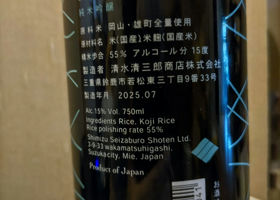 純米吟醸
原料米 岡山・雄町全量使用
原材料名 米(国産)米麹(国産米)
精米歩合 55% アルコール分 15度
製造者 清水清三郎商店株式会社
三重県鈴鹿市若松東三丁目9番33号
製造年月 2025.07
Alc.15% Vol. 750ml
Ingredients Rice, Koji Rice
Rice polishing rate 55%
Shimizu Seizaburo Shoten Ltd.
3-9-33 wakamatsuhigashi,
Suzukacity, Mie, Japan
Product of Japan